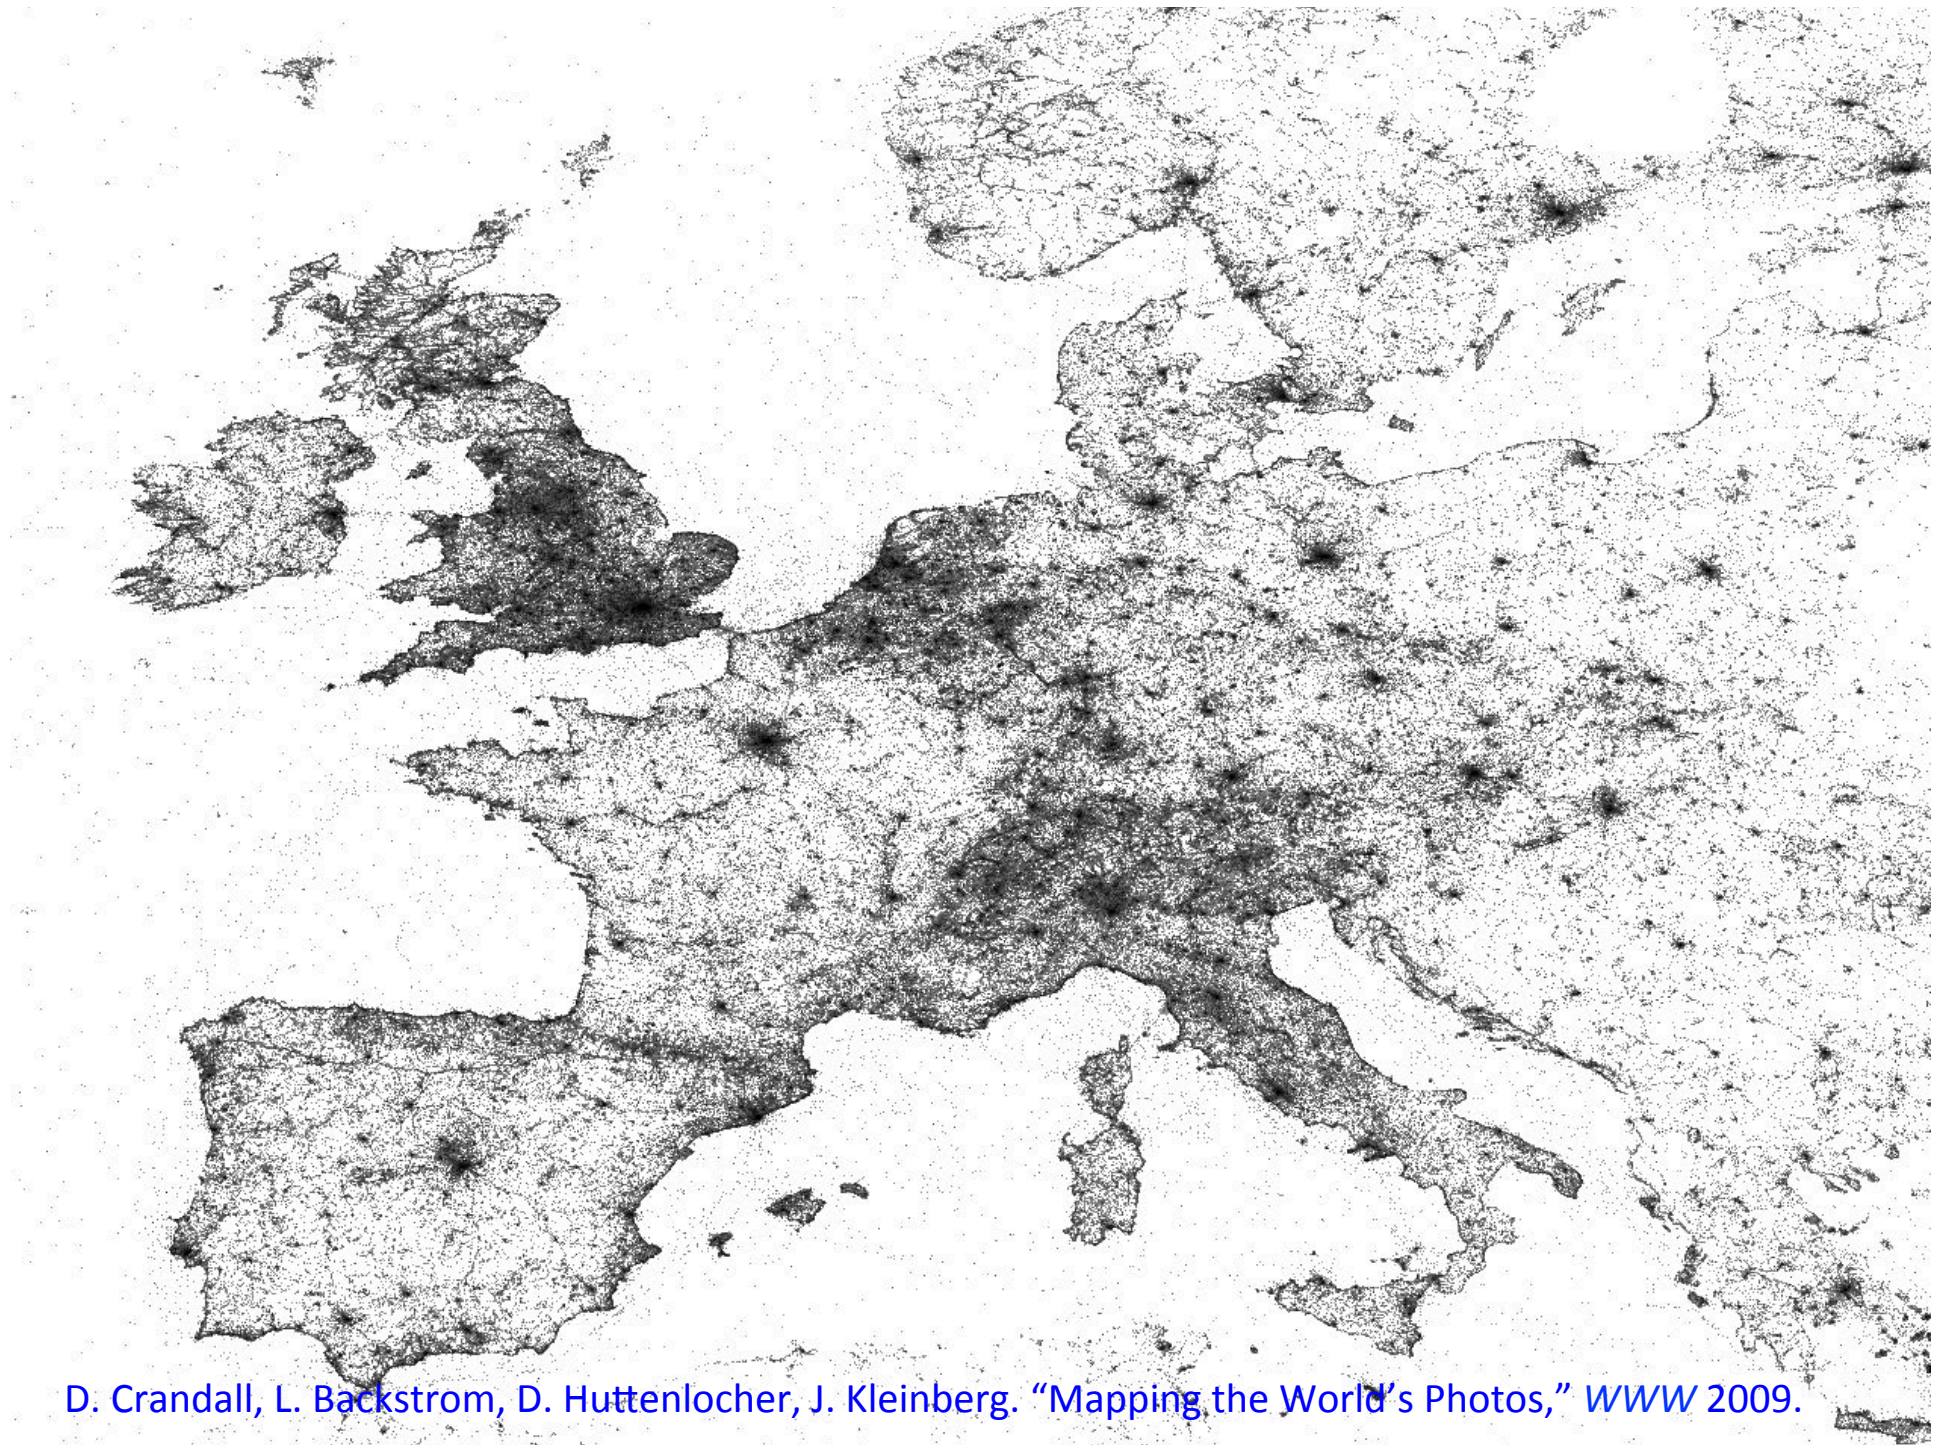 D. Crandall, L. Backstrom, D. Huttenlocher, J. Kleinberg. “Mapping the World’s Photos,” WWW 2009.